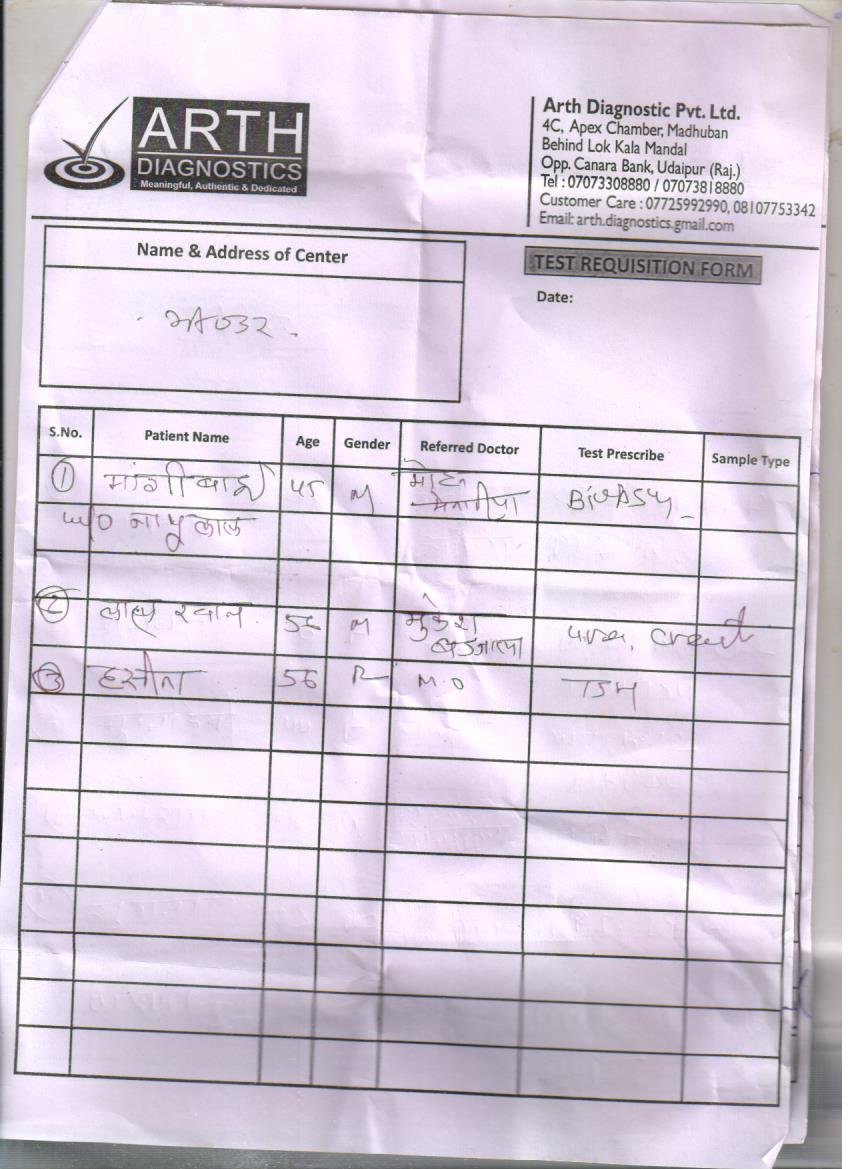 ARTH
DIAGNOSTICS
Meaningful, Authentic & Dedicated
Arth Diagnostic Pvt. Ltd.
4C, Apex Chamber, Madhuban
Behind Lok Kala Mandal
Opp. Canara Bank, Udaipur (Raj.)
Tel : 07073308880 / 07073818880
Customer Care : 07725992990, 08107753342
Email: arth.diagnostics.gmail.com
Name & Address of Center
TEST REQUISITION FORM
Date:
S.No. Patient Name Age Gender Referred Doctor Test Prescribe Sample Type
1 मांगीबाई M
W/o नाथुलाल
2 खान 56 M मुकेश creat
3 हसीना 56 M.D TSH